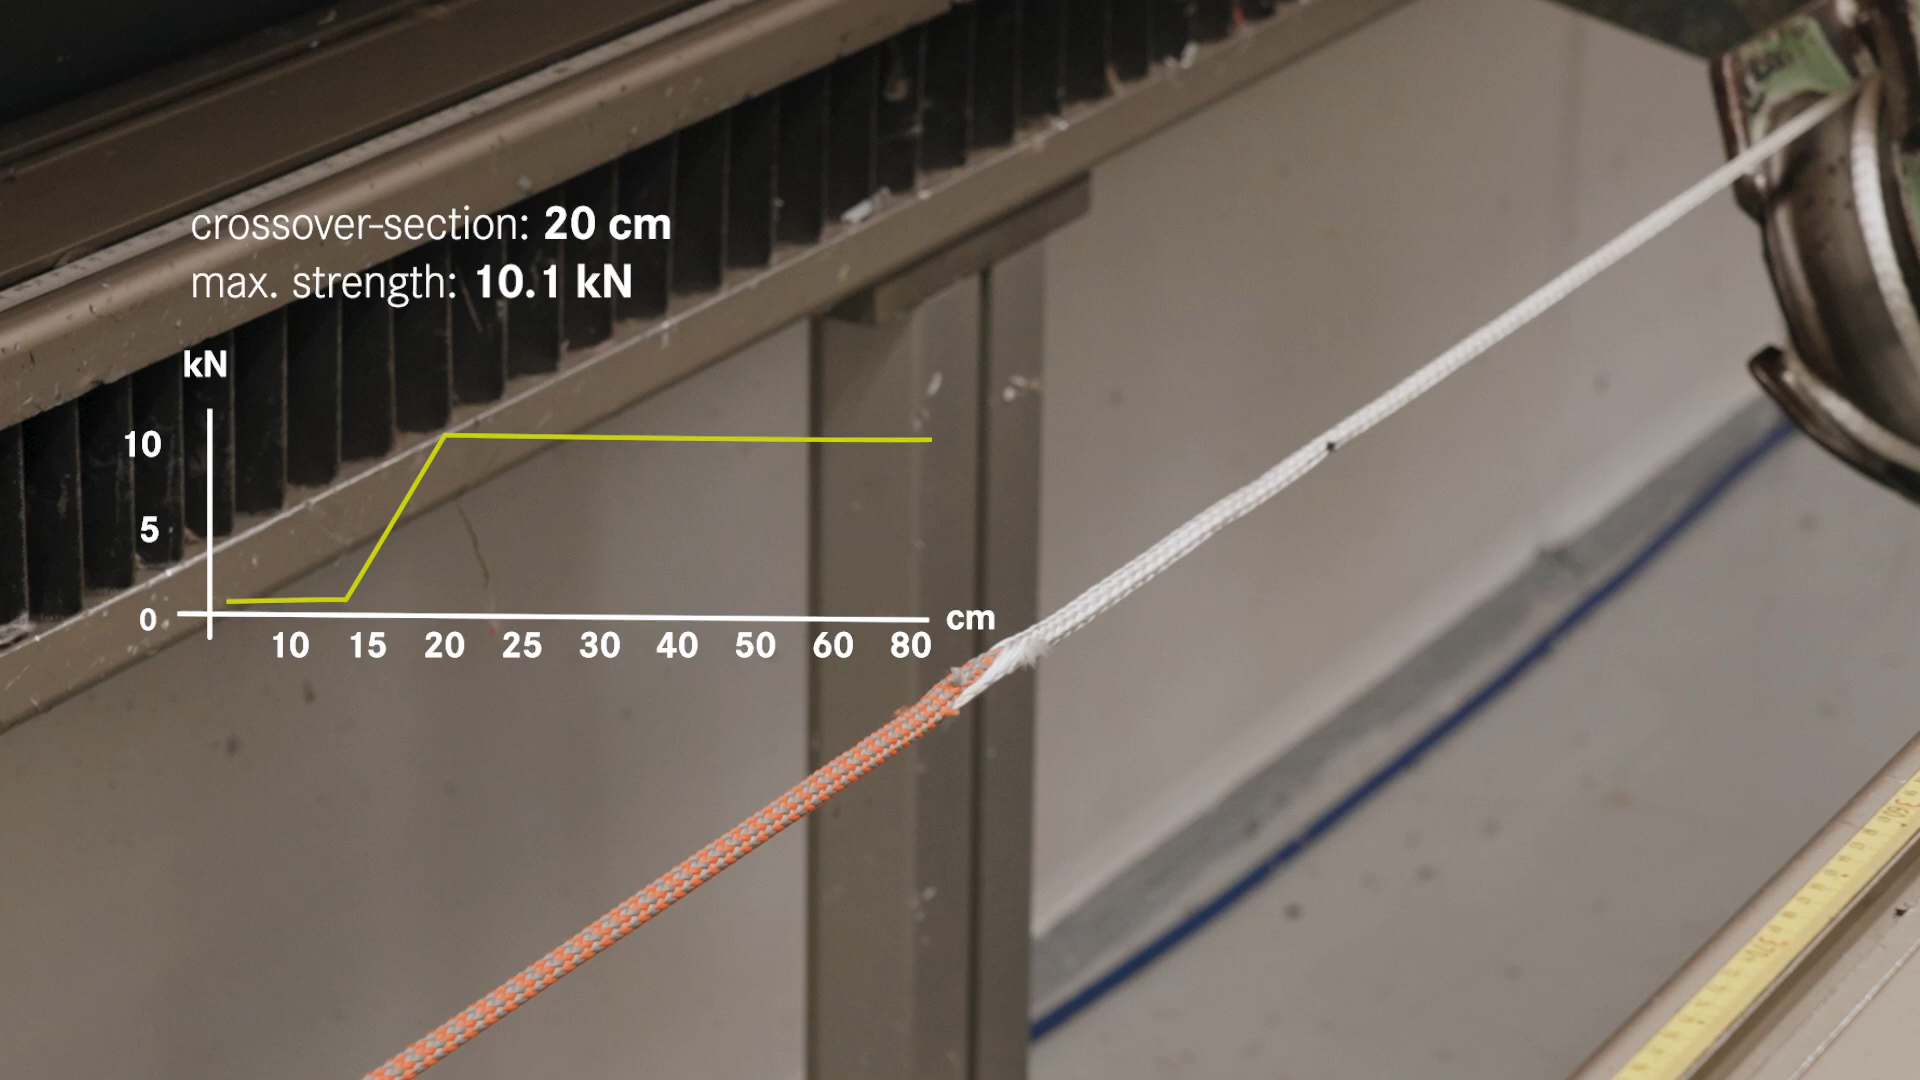 crossover-section: 20 cm
max. strength: 10.1 kN
kN
10
5
0
10 15 20 25 30 40 50 60 80 cm
370